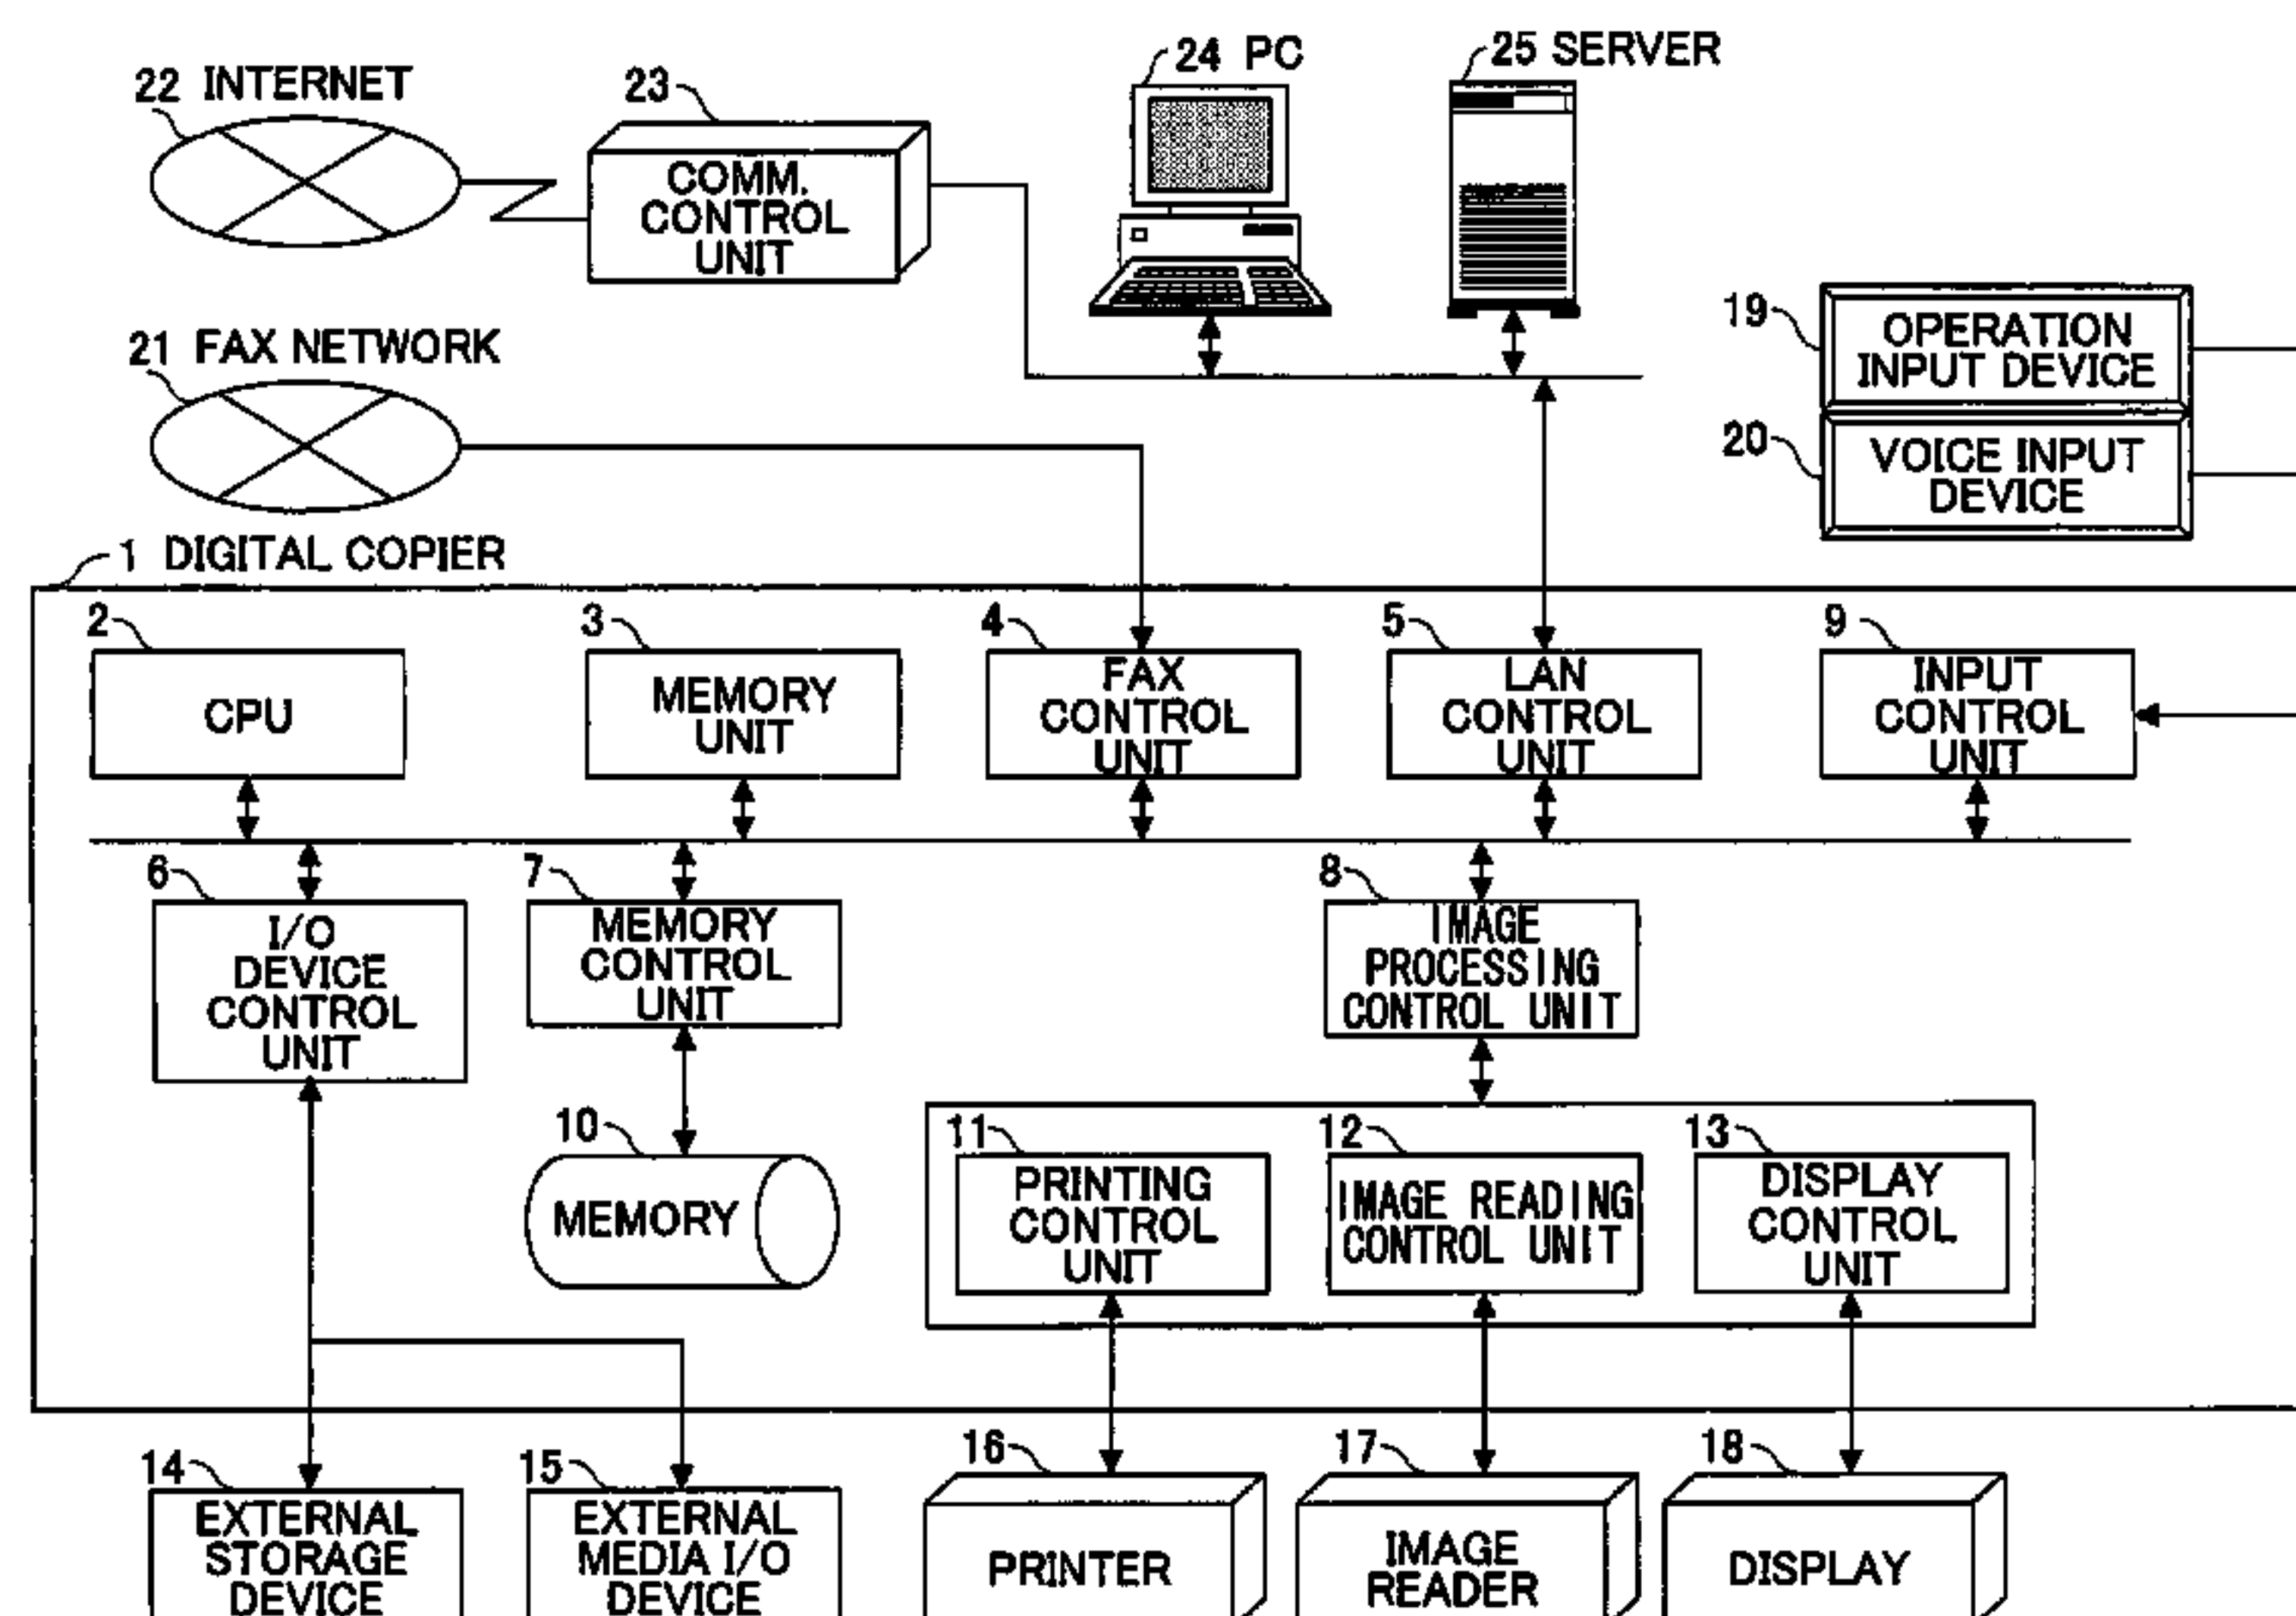 24 PC
25 SERVER
22 INTERNET
23
COMM.
CONTROL
UNIT
19
OPERATION
INPUT DEVICE
21 FAX NETWORK
20
VOICE INPUT
DEVICE
1 DIGITAL COPIER
2
CPU
3
MEMORY
UNIT
4
FAX
CONTROL
UNIT
5
LAN
CONTROL
UNIT
9
INPUT
CONTROL
UNIT
6
I/O
DEVICE
CONTROL
UNIT
7
MEMORY
CONTROL
UNIT
8
IMAGE
PROCESSING
CONTROL UNIT
10
MEMORY
11
PRINTING
CONTROL
UNIT
12
IMAGE READING
CONTROL UNIT
13
DISPLAY
CONTROL
UNIT
14
EXTERNAL
STORAGE
DEVICE
15
EXTERNAL
MEDIA I/O
DEVICE
16
PRINTER
17
IMAGE
READER
18
DISPLAY